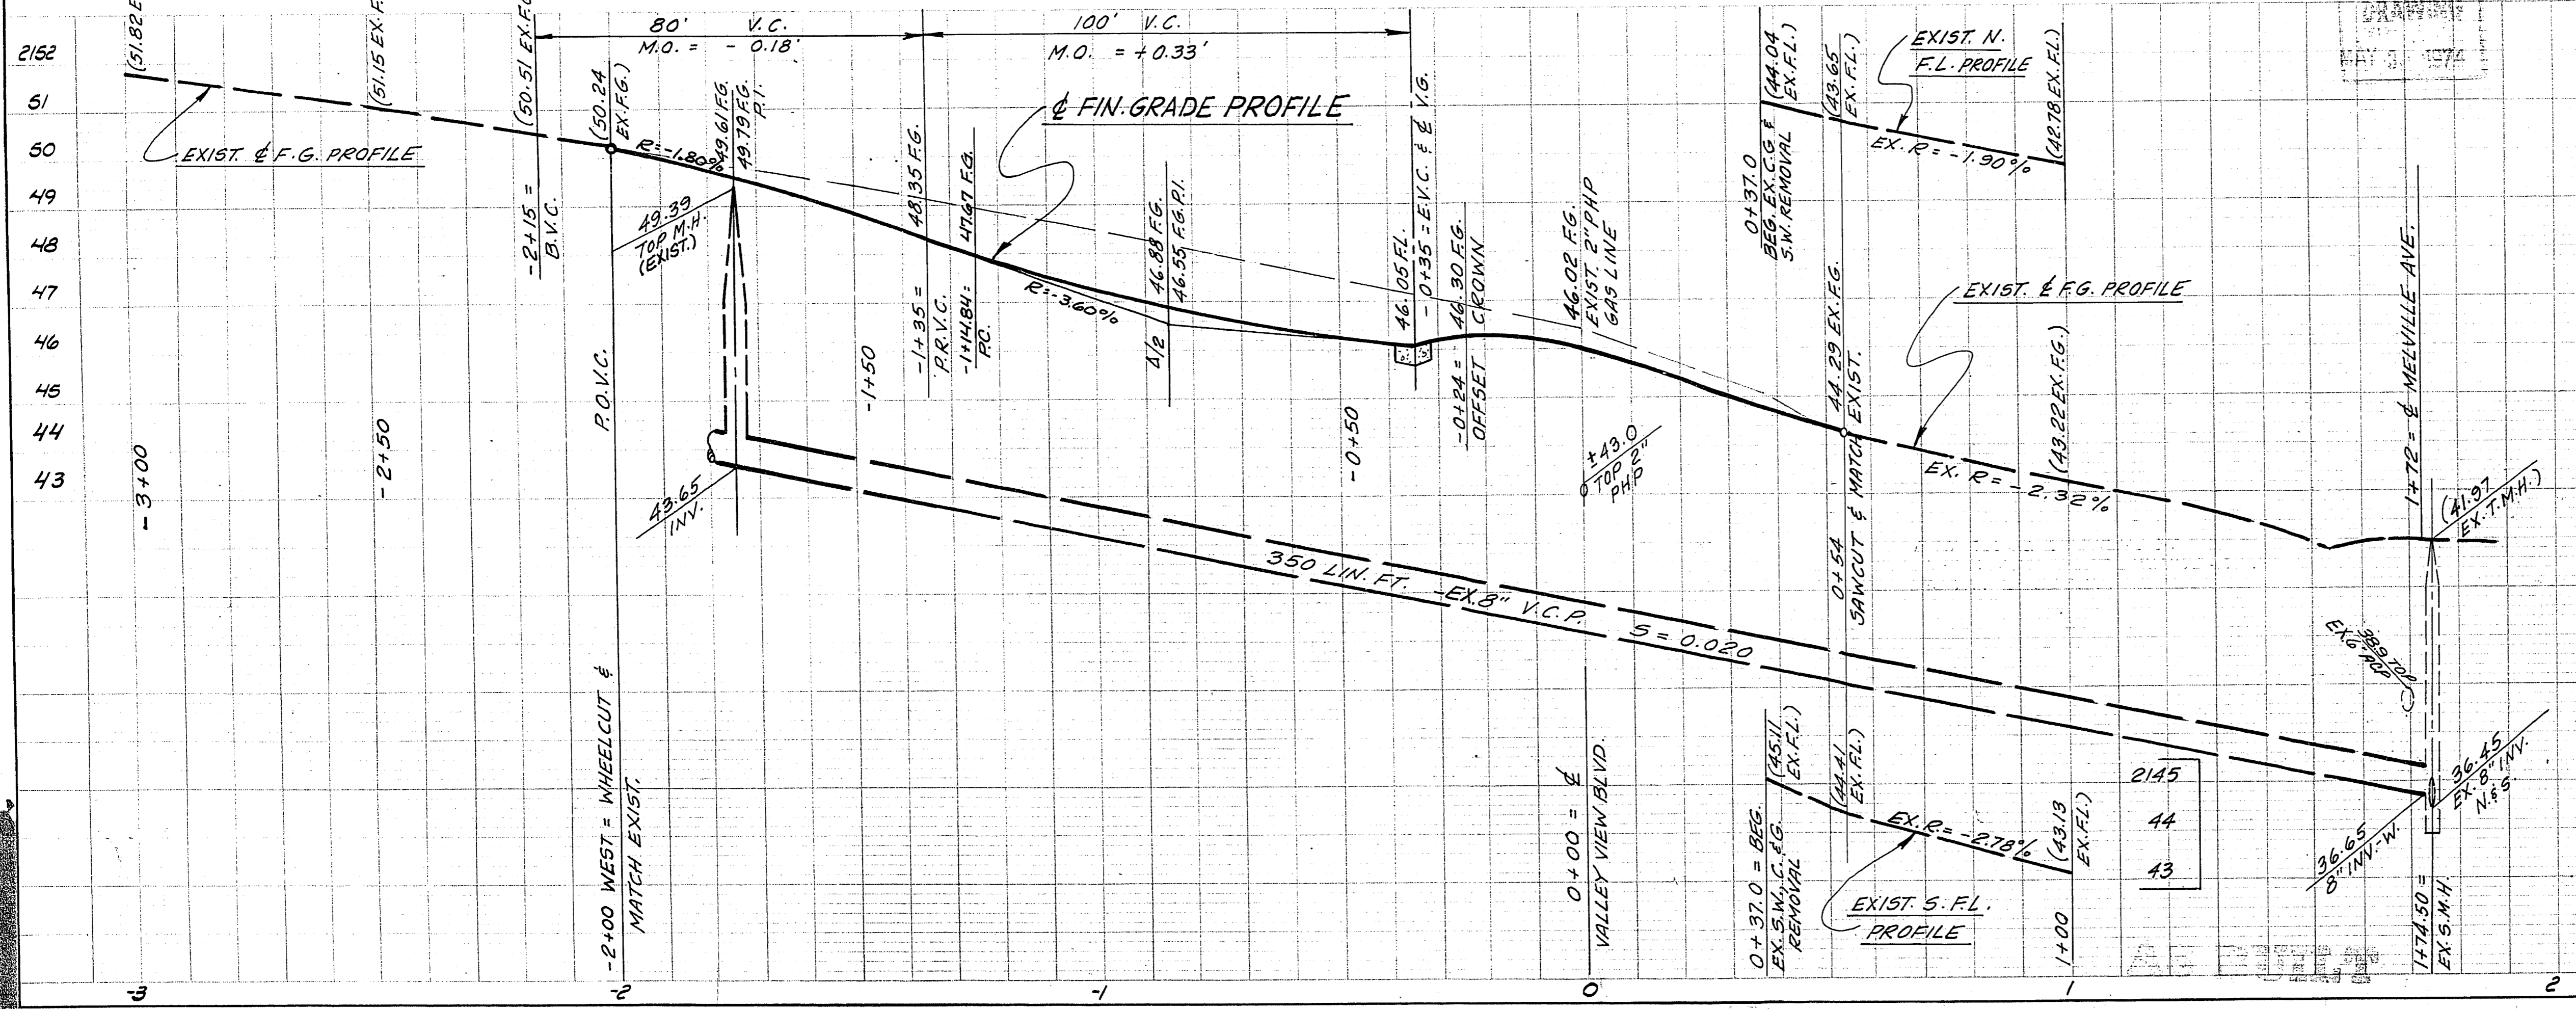 2152
51
50
49
48
47
46
45
44
43
(51.82 E
(51.15 EX. F.
(50.51 EX. F.G
80' V.C.
M.O. = - 0.18'
100' V.C.
M.O. = + 0.33'
EXIST. ℄ F.G. PROFILE
-2+15 =
B.V.C.
(50.24
EX. F.G.)
R=-1.80%
49.61 F.G.
49.79 F.G.
P.I.
49.39
TOP M.H.
(EXIST.)
℄ FIN. GRADE PROFILE
48.35 F.G.
-1+35 =
P.R.V.C.
47.67 F.G.
-1+14.84 =
P.C.
R=-3.60%
46.88 F.G.
46.55 F.G. P.I.
Δ/2
46.05 F.L.
-0+35 = E.V.C. & ℄ V.G.
-0+24 = 46.30 F.G.
OFFSET CROWN
46.02 F.G.
EXIST. 2" PHP
GAS LINE
0+37.0
BEG. EX. C.G &
S.W. REMOVAL
(44.04
EX. F.L.)
(43.65
EX. F.L.)
EXIST. N.
F.L. PROFILE
(42.78 EX. F.L.)
EX. R = -1.90%
DRAWING
1974
P.O.V.C.
-3+00
-2+50
-1+50
-0+50
43.65
INV.
±43.0
TOP 2"
PHP
44.29 EX. F.G.
0+54
SAWCUT & MATCH EXIST.
EXIST. ℄ F.G. PROFILE
(43.22 EX. F.G.)
EX. R = -2.32%
1+72 = ℄ MELVILLE AVE.
(41.97
EX. T.M.H.)
350 LIN. FT. -EX. 8" V.C.P. S = 0.020
-2+00 WEST = WHEELCUT &
MATCH EXIST.
0+00 = ℄
VALLEY VIEW BLVD.
0+37.0 = BEG.
EX. S.W., C. & G.
REMOVAL
(45.11
EX. F.L.)
(44.41
EX. F.L.)
EX. R = -2.78%
(43.13
EX. F.L.)
EXIST. S. F.L.
PROFILE
1+00
2145
44
43
38.9 TOP
EX. 6" ACP
36.45
EX. 8" INV.
N. & S
36.65
8" INV.-W.
1+74.50 =
EX. S.M.H.
AS BUILT
-3
-2
-1
0
1
2